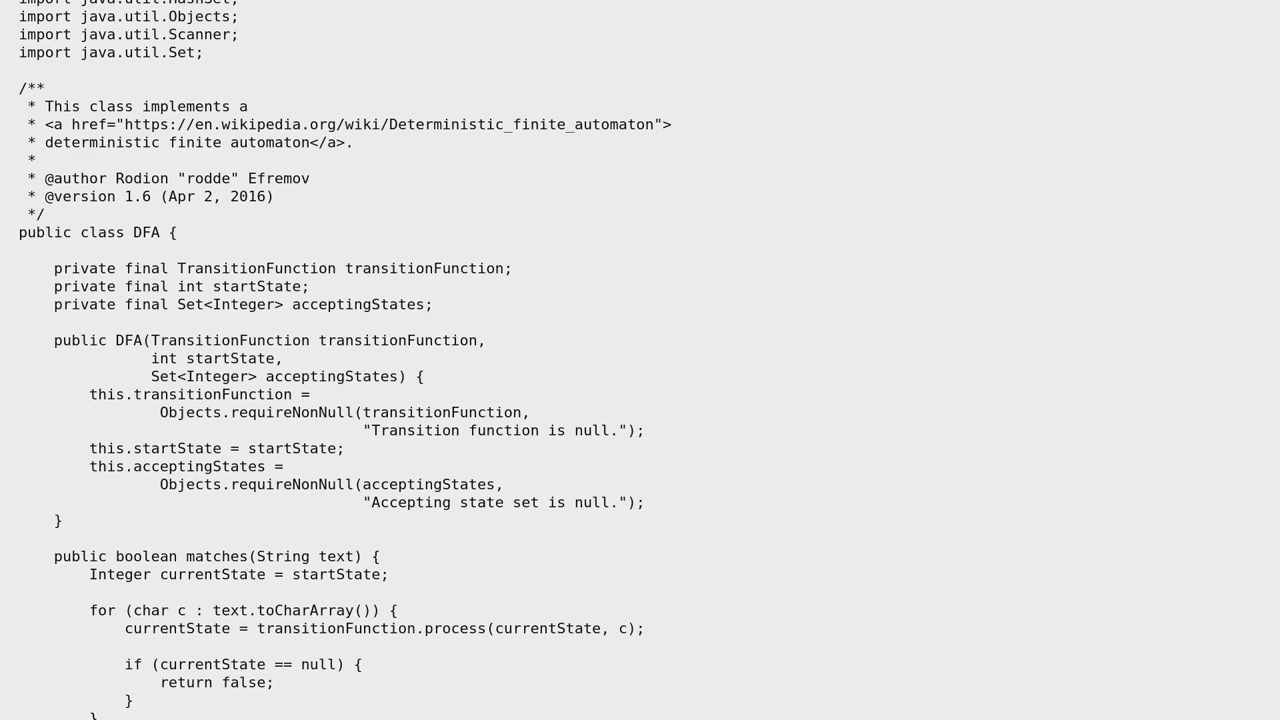 import java.util.HashSet;
import java.util.Objects;
import java.util.Scanner;
import java.util.Set;

/**
 * This class implements a
 * <a href="https://en.wikipedia.org/wiki/Deterministic_finite_automaton">
 * deterministic finite automaton</a>.
 *
 * @author Rodion "rodde" Efremov
 * @version 1.6 (Apr 2, 2016)
 */
public class DFA {

    private final TransitionFunction transitionFunction;
    private final int startState;
    private final Set<Integer> acceptingStates;

    public DFA(TransitionFunction transitionFunction,
               int startState,
               Set<Integer> acceptingStates) {
        this.transitionFunction =
                Objects.requireNonNull(transitionFunction,
                                       "Transition function is null.");
        this.startState = startState;
        this.acceptingStates =
                Objects.requireNonNull(acceptingStates,
                                       "Accepting state set is null.");
    }

    public boolean matches(String text) {
        Integer currentState = startState;

        for (char c : text.toCharArray()) {
            currentState = transitionFunction.process(currentState, c);

            if (currentState == null) {
                return false;
            }
        }